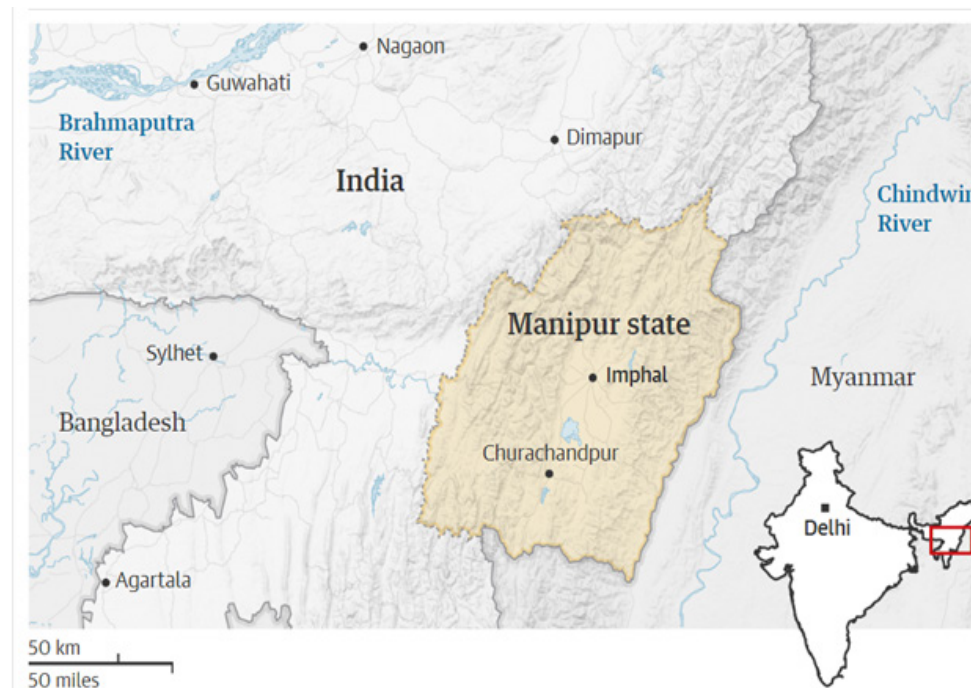 Nagaon
Guwahati
Brahmaputra
River
Dimapur
India
Chindwin
River
Manipur state
Imphal
Sylhet
Myanmar
Bangladesh
Churachandpur
Delhi
Agartala
50 km
50 miles